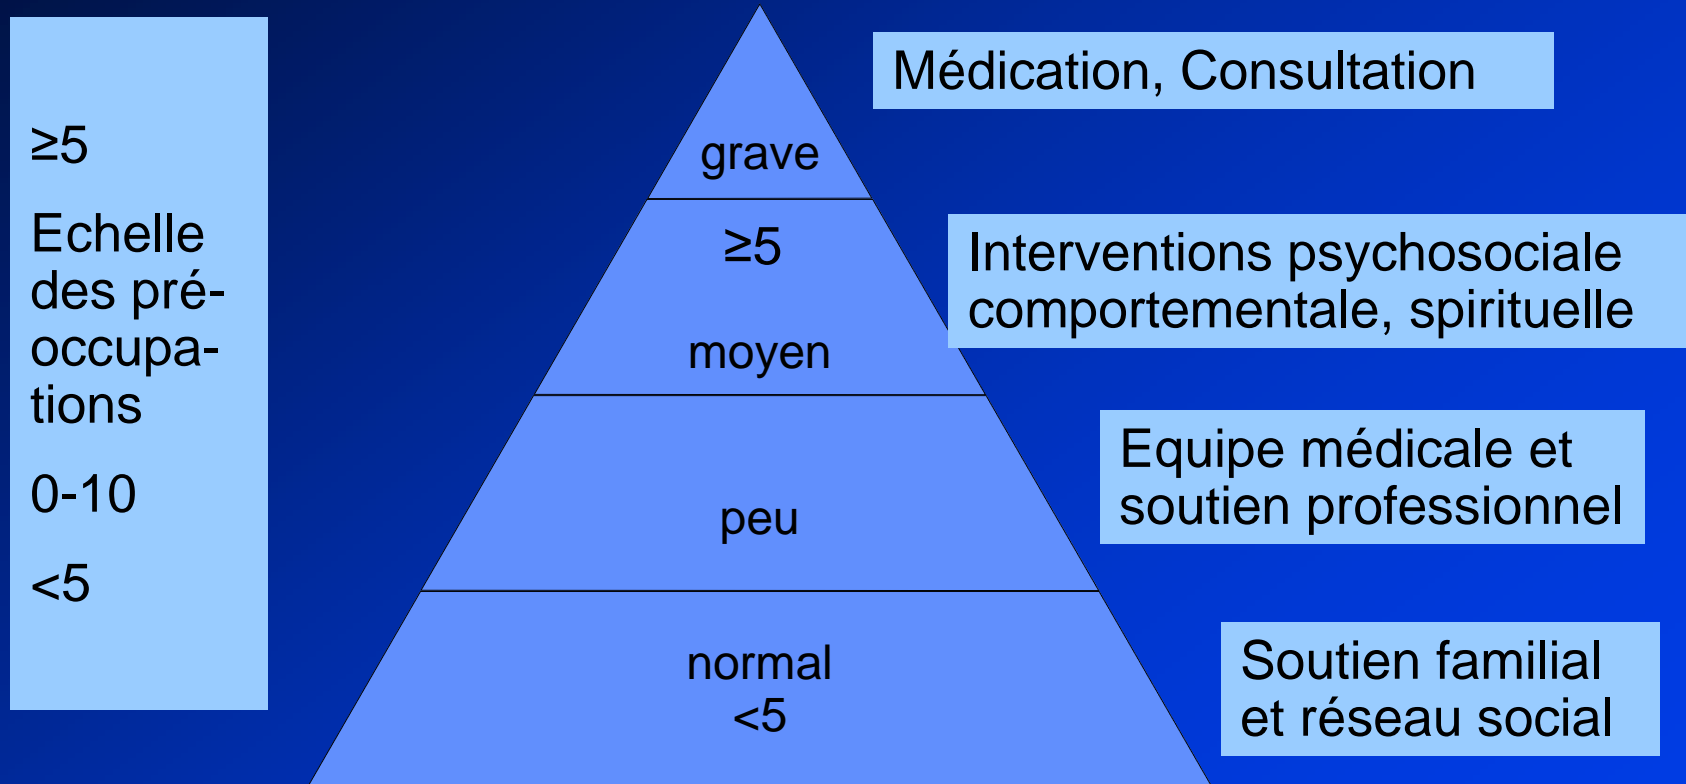 ≥5
Echelle
des pré-
occupa-
tions
0-10
<5
grave
≥5
moyen
peu
normal
<5
Médication, Consultation
Interventions psychosociale
comportementale, spirituelle
Equipe médicale et
soutien professionnel
Soutien familial
et réseau social